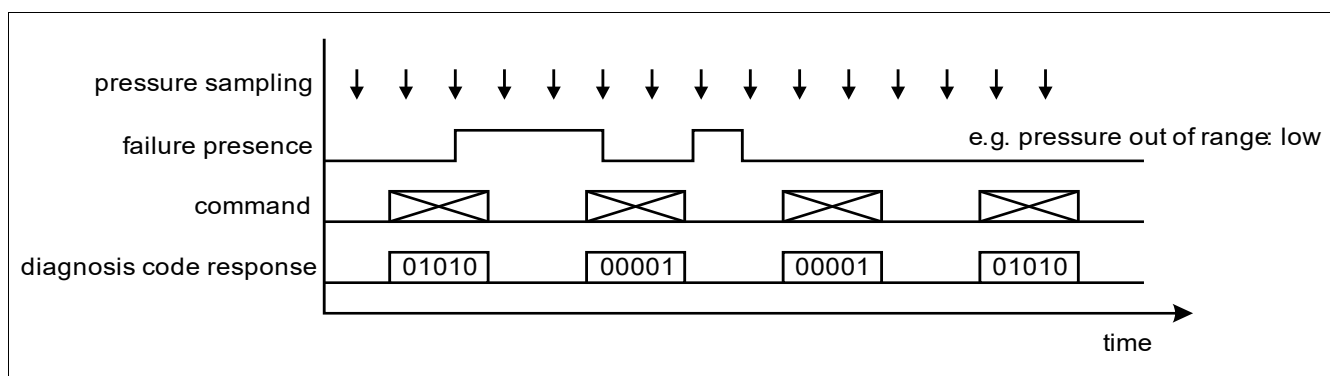 pressure sampling
failure presence
e.g. pressure out of range: low
command
diagnosis code response
01010
00001
00001
01010
time